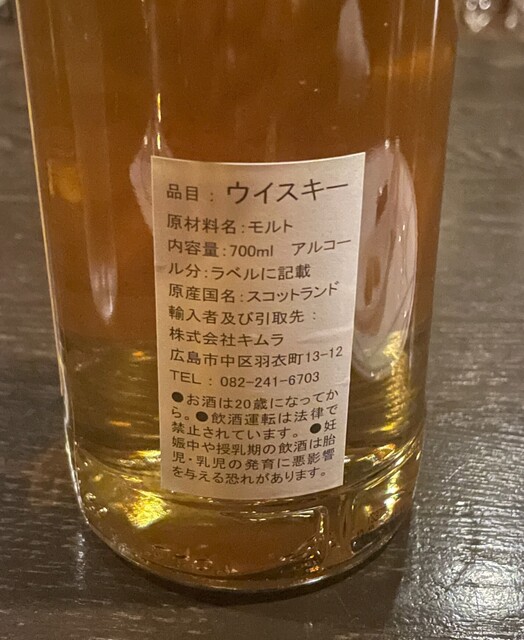 品目：ウイスキー
原材料名：モルト
内容量：700ml　アルコー
ル分：ラベルに記載
原産国名：スコットランド
輸入者及び引取先：
株式会社キムラ
広島市中区羽衣町13-12
TEL：082-241-6703
●お酒は20歳になってか
ら。●飲酒運転は法律で
禁止されています。●妊
娠中や授乳期の飲酒は胎
児・乳児の発育に悪影響
を与える恐れがあります。